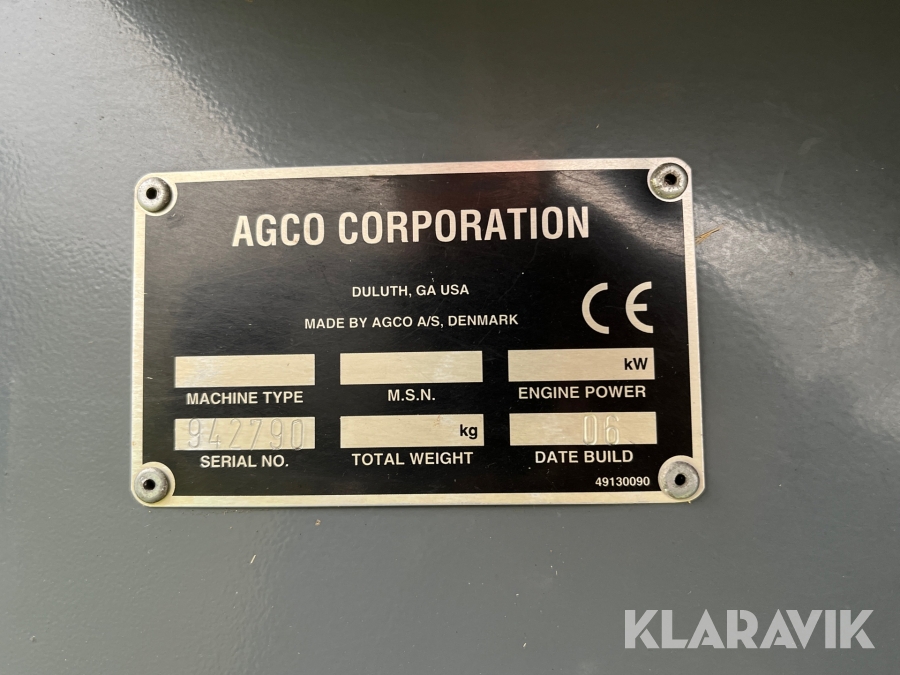 AGCO CORPORATION
DULUTH, GA USA
MADE BY AGCO A/S, DENMARK
CE
kW
MACHINE TYPE
M.S.N.
ENGINE POWER
942790
kg
06
SERIAL NO.
TOTAL WEIGHT
DATE BUILD
49130090
KLARAVIK